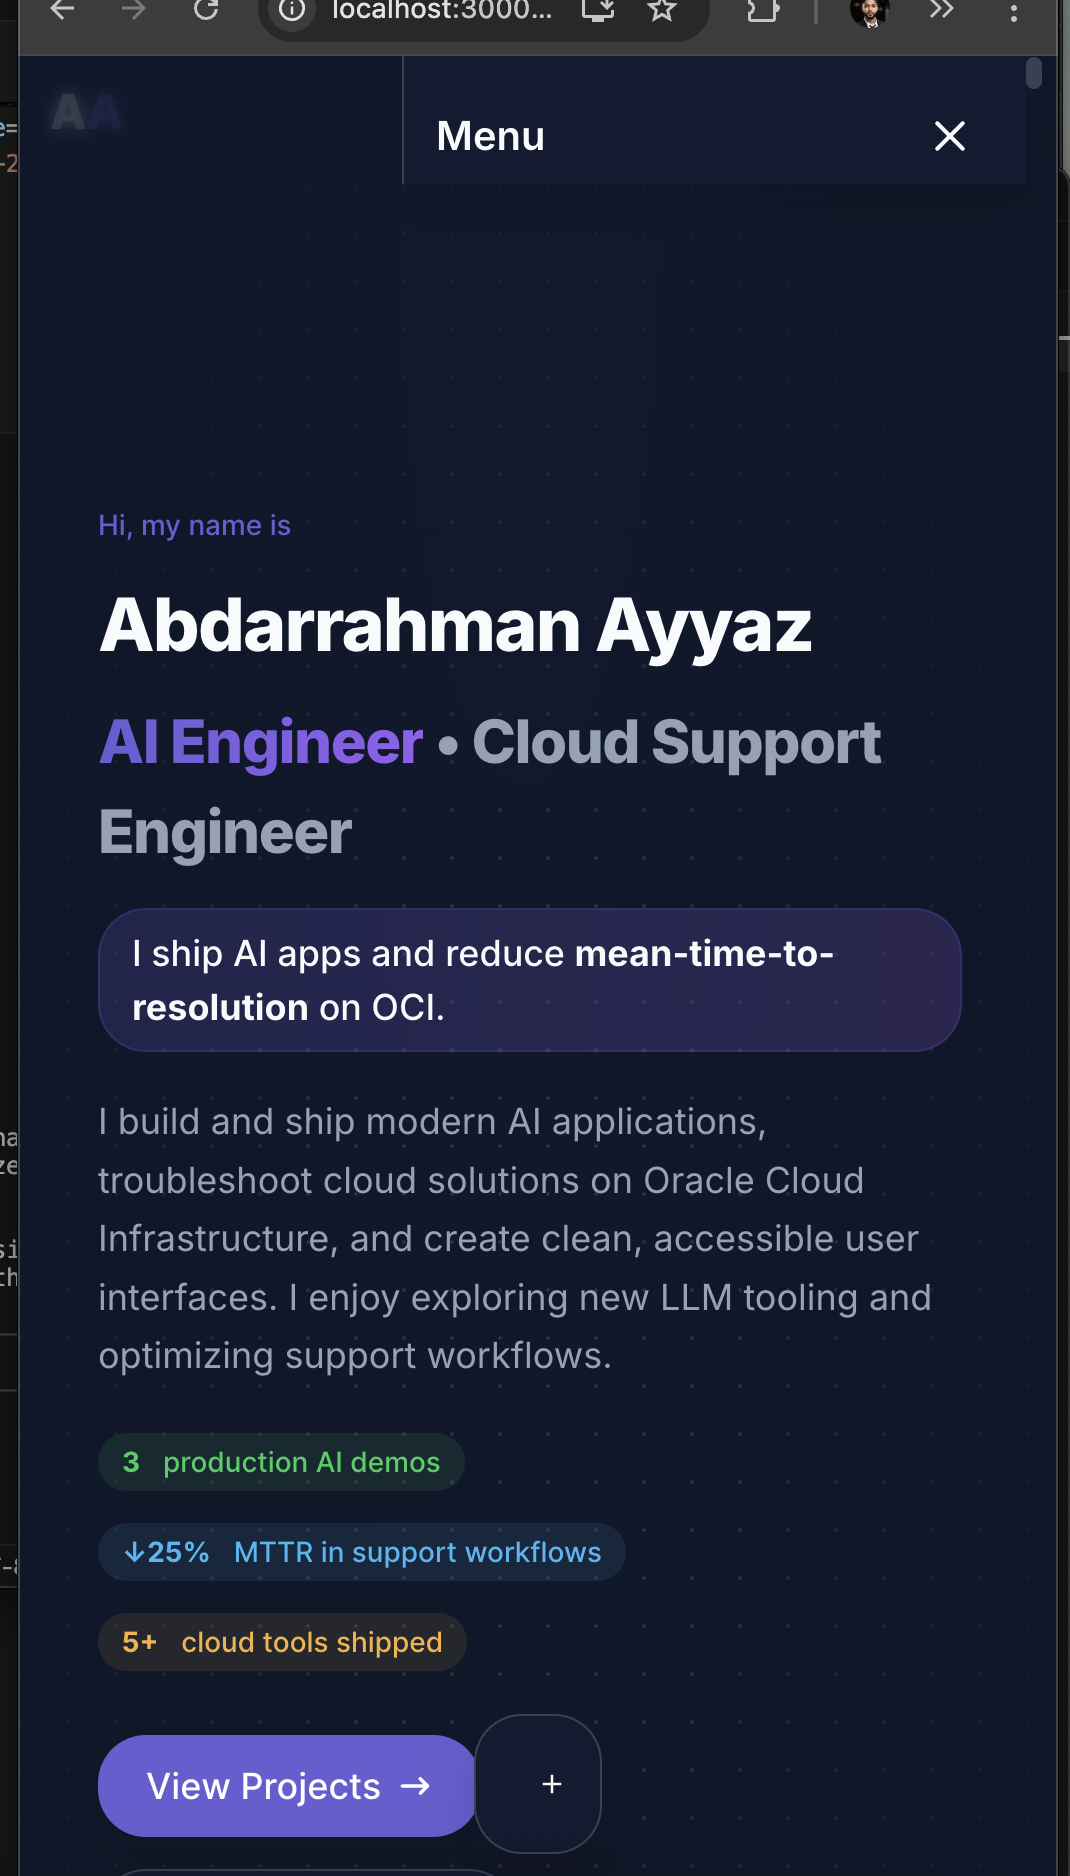 localhost:3000...
AA
Menu
Hi, my name is
Abdarrahman Ayyaz
AI Engineer • Cloud Support
Engineer
I ship AI apps and reduce mean-time-to-
resolution on OCI.
I build and ship modern AI applications,
troubleshoot cloud solutions on Oracle Cloud
Infrastructure, and create clean, accessible user
interfaces. I enjoy exploring new LLM tooling and
optimizing support workflows.
3 production AI demos
↓25% MTTR in support workflows
5+ cloud tools shipped
View Projects →
+